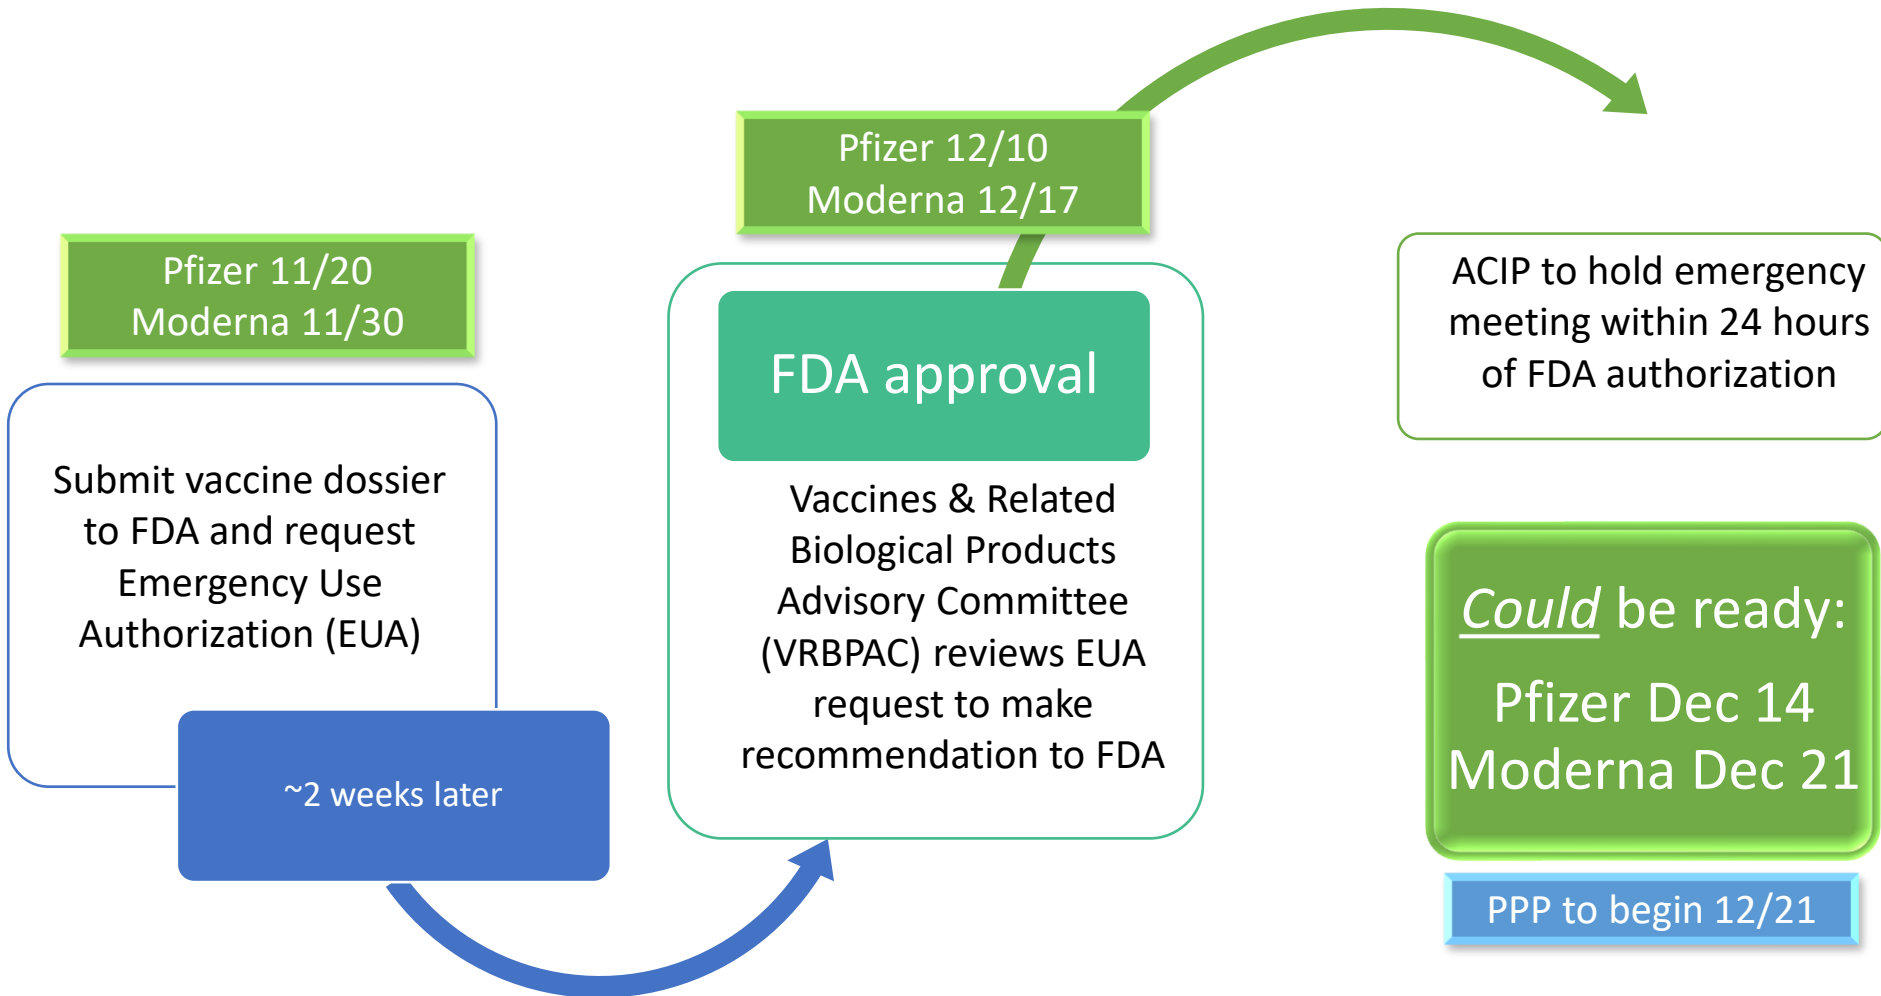 Pfizer 11/20
Moderna 11/30
Submit vaccine dossier
to FDA and request
Emergency Use
Authorization (EUA)
~2 weeks later
Pfizer 12/10
Moderna 12/17
FDA approval
Vaccines & Related
Biological Products
Advisory Committee
(VRBPAC) reviews EUA
request to make
recommendation to FDA
ACIP to hold emergency
meeting within 24 hours
of FDA authorization
Could be ready:
Pfizer Dec 14
Moderna Dec 21
PPP to begin 12/21